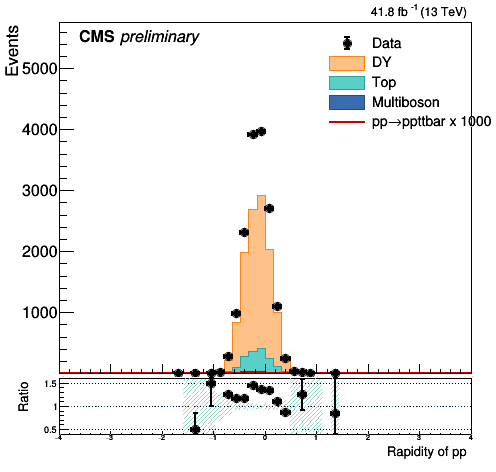 41.8 fb⁻¹ (13 TeV)
CMS preliminary
Events
Data
DY
Top
Multiboson
pp→ppttbar x 1000
5000
4000
3000
2000
1000
Ratio
1.5
1
0.5
-4 -3 -2 -1 0 1 2 3 4
Rapidity of pp